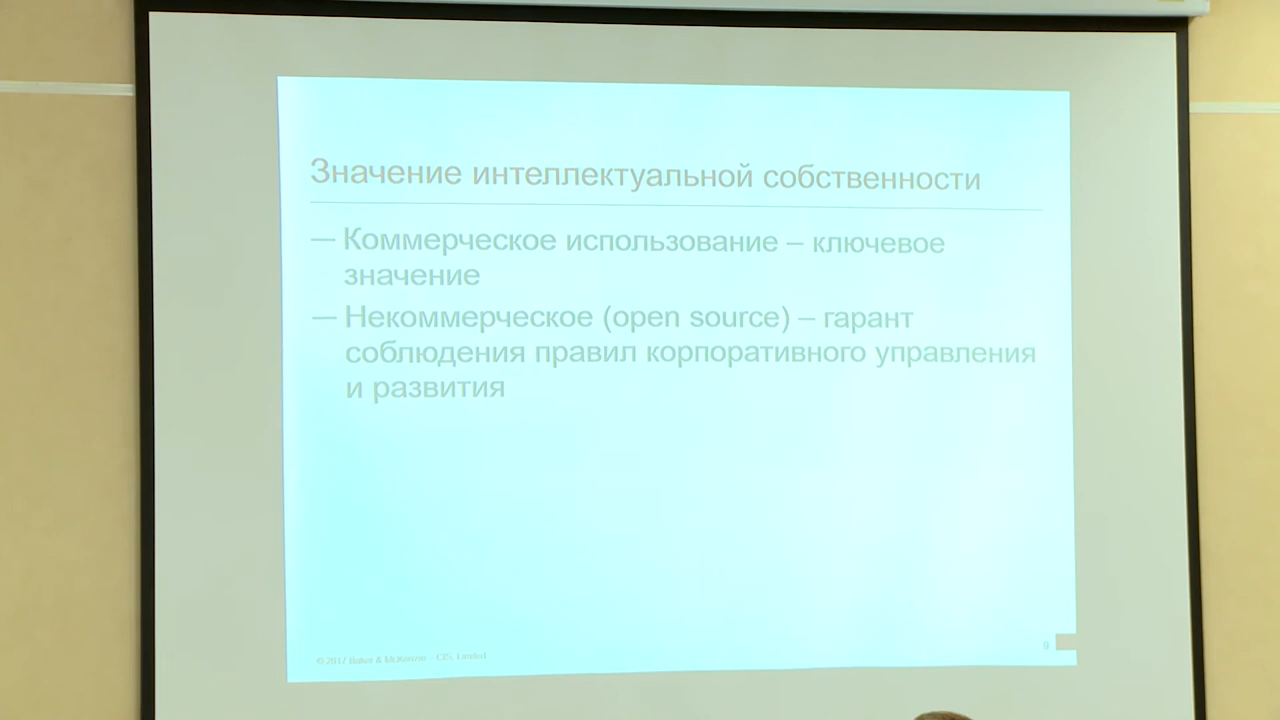 Значение интеллектуальной собственности
— Коммерческое использование – ключевое
значение
— Некоммерческое (open source) – гарант
соблюдения правил корпоративного управления
и развития
© 2017 Baker & McKenzie – CIS, Limited
9